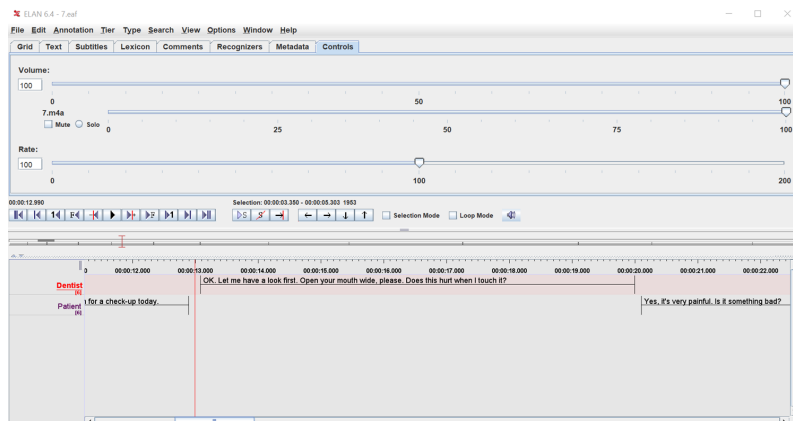 ELAN 6.4 - 7.eaf
File Edit Annotation Tier Type Search View Options Window Help
Grid Text Subtitles Lexicon Comments Recognizers Metadata Controls
Volume:
100
0 50 100
7.m4a
Mute Solo
0 25 50 75 100
Rate:
100
0 100 200
00:00:12.990 Selection: 00:00:03.350 - 00:00:05.303 1953
Selection Mode Loop Mode
00:00:12.000 00:00:13.000 00:00:14.000 00:00:15.000 00:00:16.000 00:00:17.000 00:00:18.000 00:00:19.000 00:00:20.000 00:00:21.000 00:00:22.000
Dentist OK. Let me have a look first. Open your mouth wide, please. Does this hurt when I touch it?
[6]
Patient for a check-up today. Yes, it's very painful. Is it something bad?
[6]